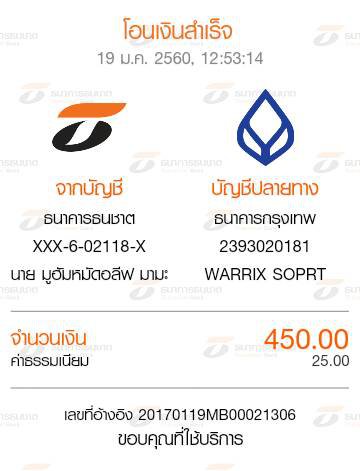 โอนเงินสำเร็จ
19 ม.ค. 2560, 12:53:14
จากบัญชี
บัญชีปลายทาง
ธนาคารธนชาต
ธนาคารกรุงเทพ
XXX-6-02118-X
2393020181
นาย มูฮัมหมัตอลีฟ มามะ
WARRIX SOPRT
จำนวนเงิน 450.00
ค่าธรรมเนียม 25.00
เลขที่อ้างอิง 20170119MB00021306
ขอบคุณที่ใช้บริการ